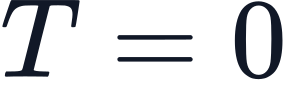 T = 0